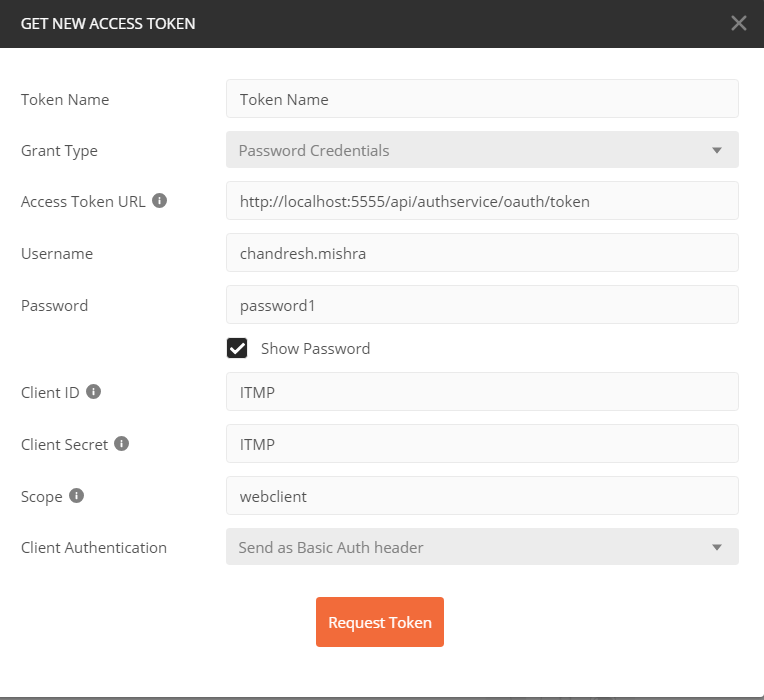 GET NEW ACCESS TOKEN
Token Name Token Name
Grant Type Password Credentials
Access Token URL http://localhost:5555/api/authservice/oauth/token
Username chandresh.mishra
Password password1
Show Password
Client ID ITMP
Client Secret ITMP
Scope webclient
Client Authentication Send as Basic Auth header
Request Token